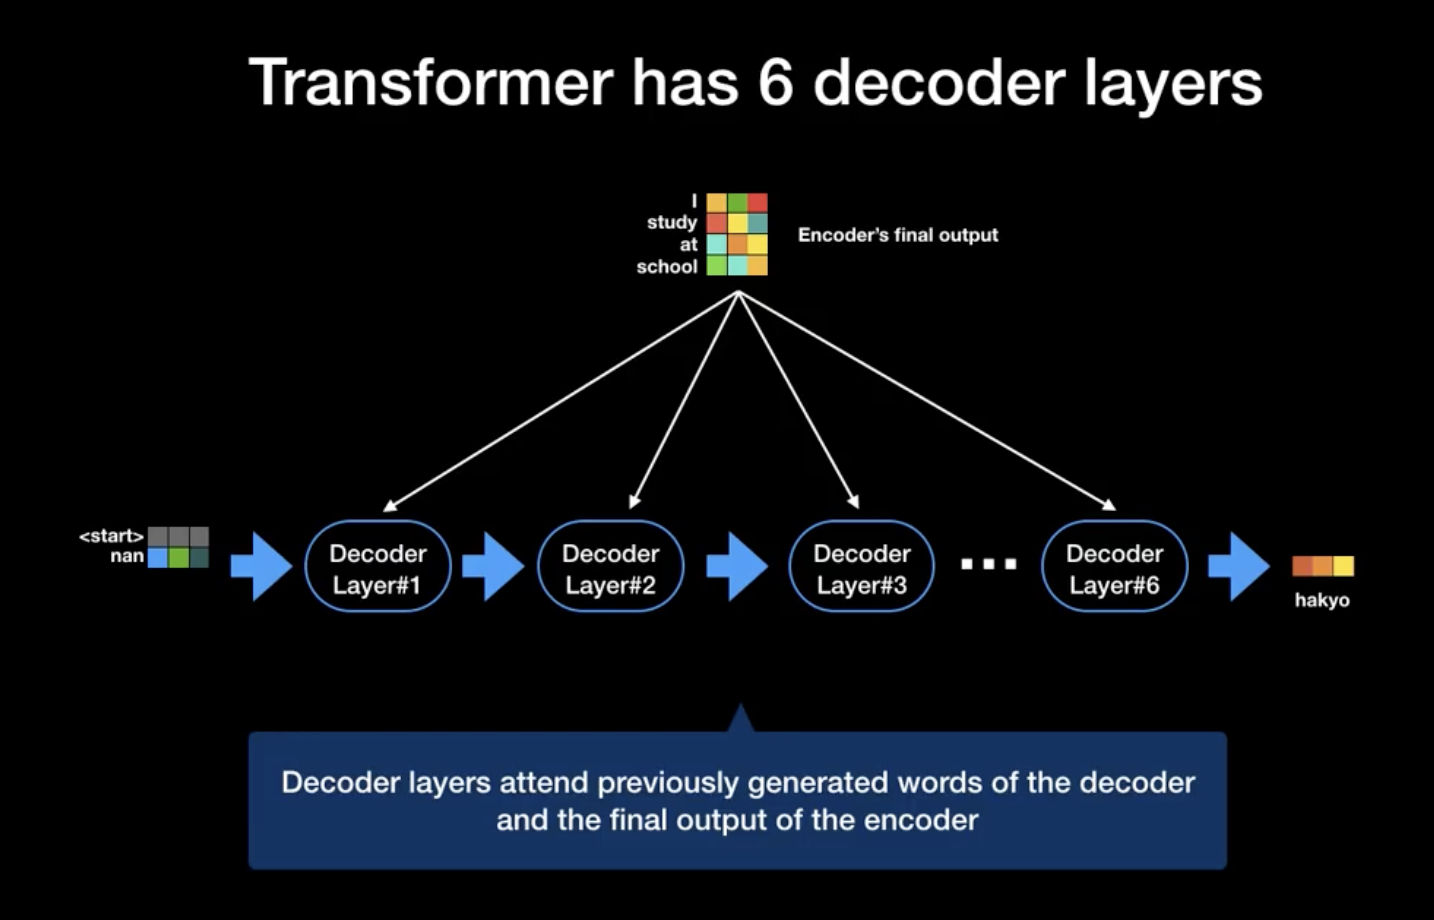 Transformer has 6 decoder layers
I
study
at
school
Encoder's final output
<start>
nan
Decoder
Layer#1
Decoder
Layer#2
Decoder
Layer#3
...
Decoder
Layer#6
hakyo
Decoder layers attend previously generated words of the decoder
and the final output of the encoder